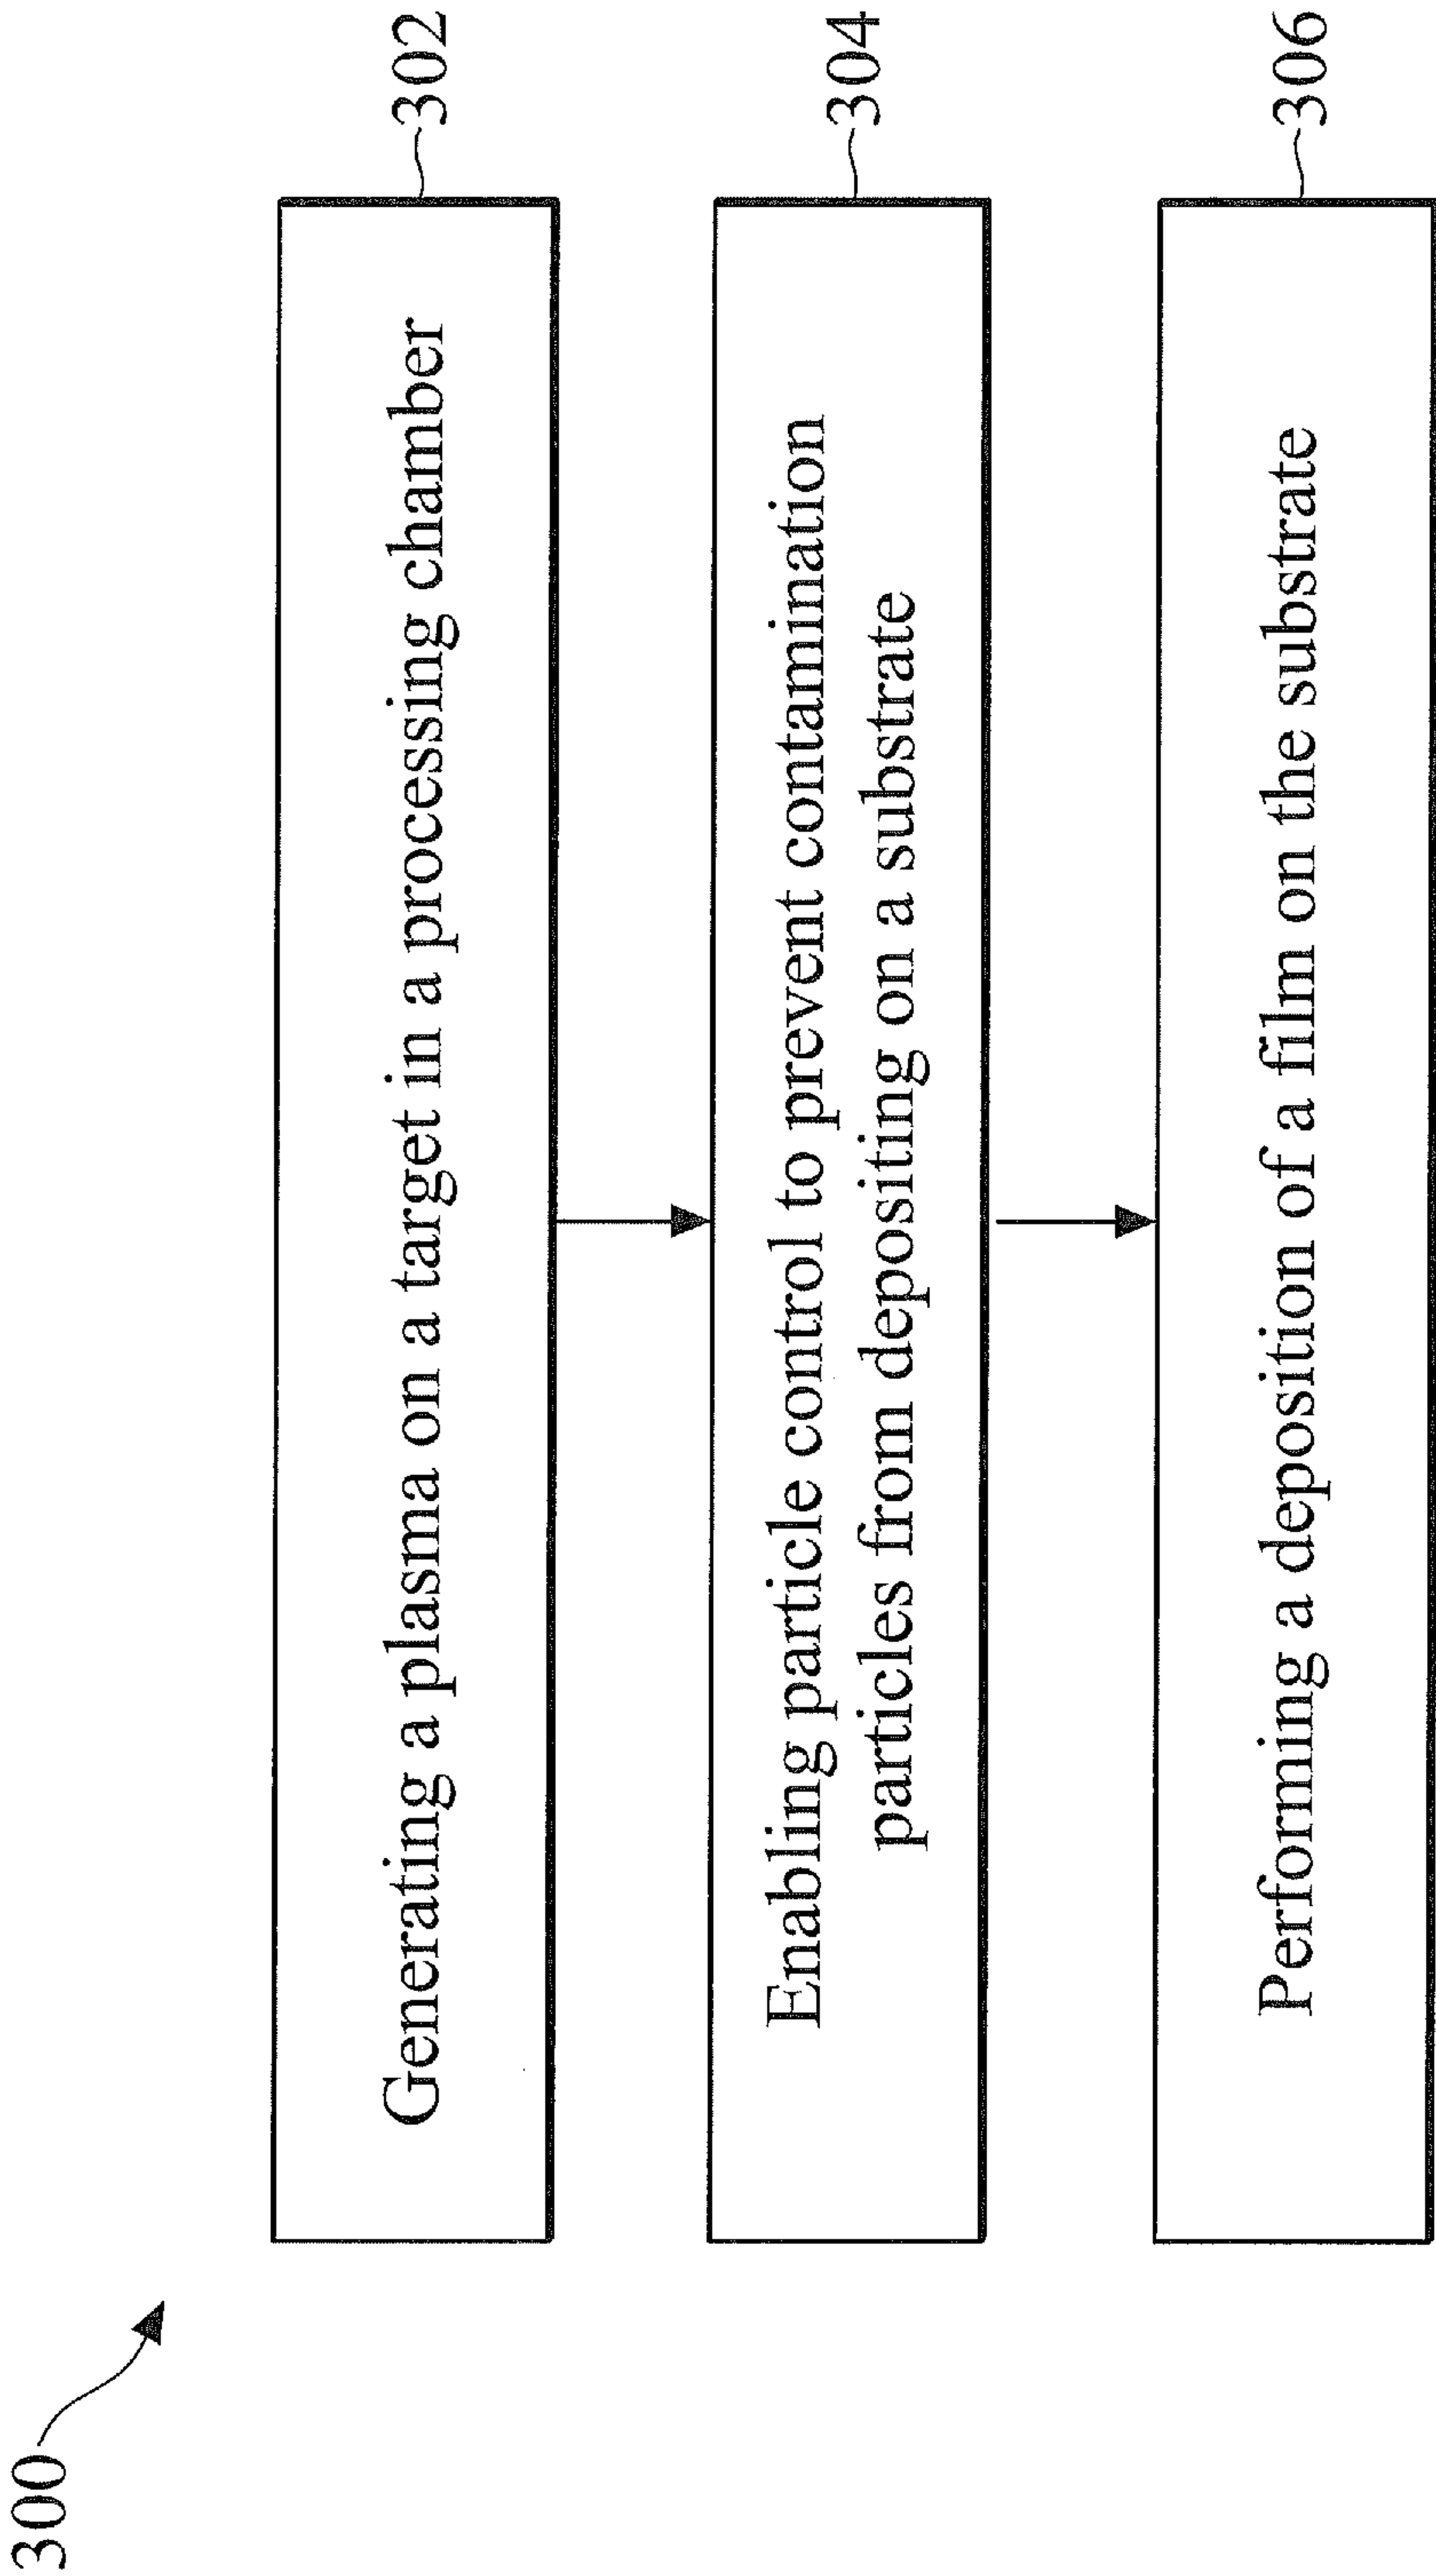 300
Generating a plasma on a target in a processing chamber
302
Enabling particle control to prevent contamination
particles from depositing on a substrate
304
Performing a deposition of a film on the substrate
306